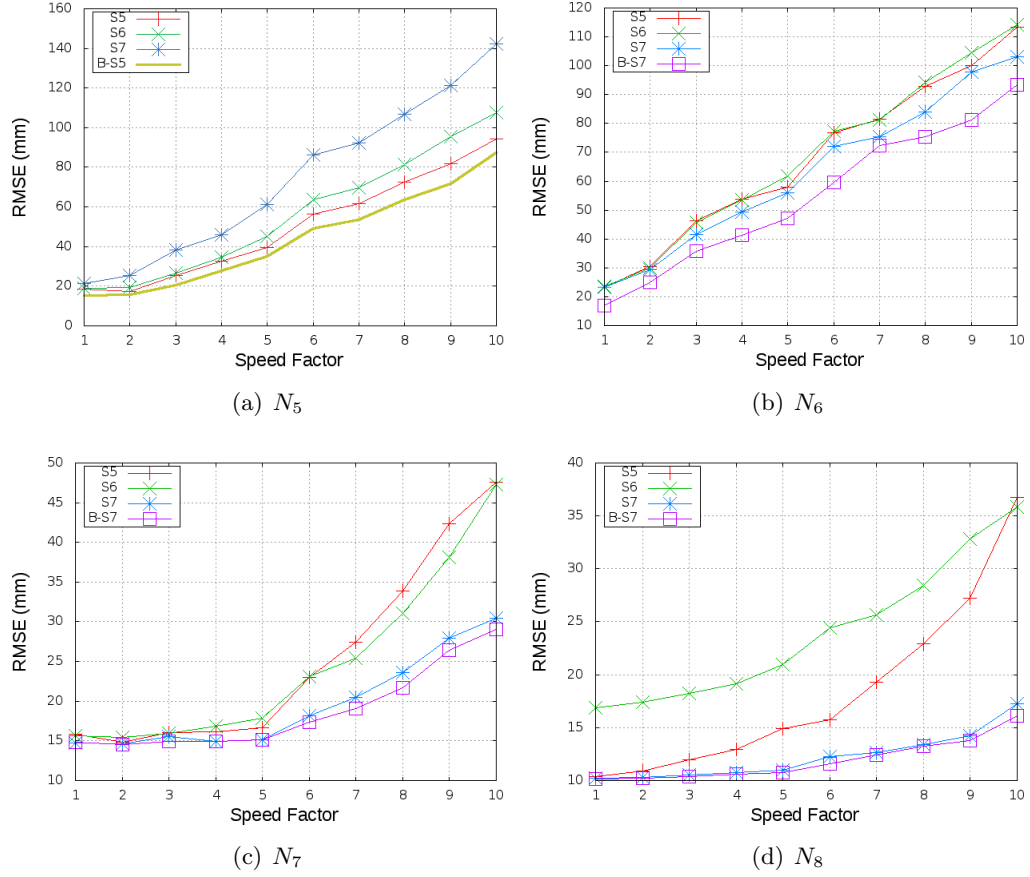 160
140
120
100
80
60
40
20
0
RMSE (mm)
S5
S6
S7
B-S5
1 2 3 4 5 6 7 8 9 10
Speed Factor
(a) N5
120
110
100
90
80
70
60
50
40
30
20
10
RMSE (mm)
S5
S6
S7
B-S7
1 2 3 4 5 6 7 8 9 10
Speed Factor
(b) N6
50
45
40
35
30
25
20
15
10
RMSE (mm)
S5
S6
S7
B-S7
1 2 3 4 5 6 7 8 9 10
Speed Factor
(c) N7
40
35
30
25
20
15
10
RMSE (mm)
S5
S6
S7
B-S7
1 2 3 4 5 6 7 8 9 10
Speed Factor
(d) N8